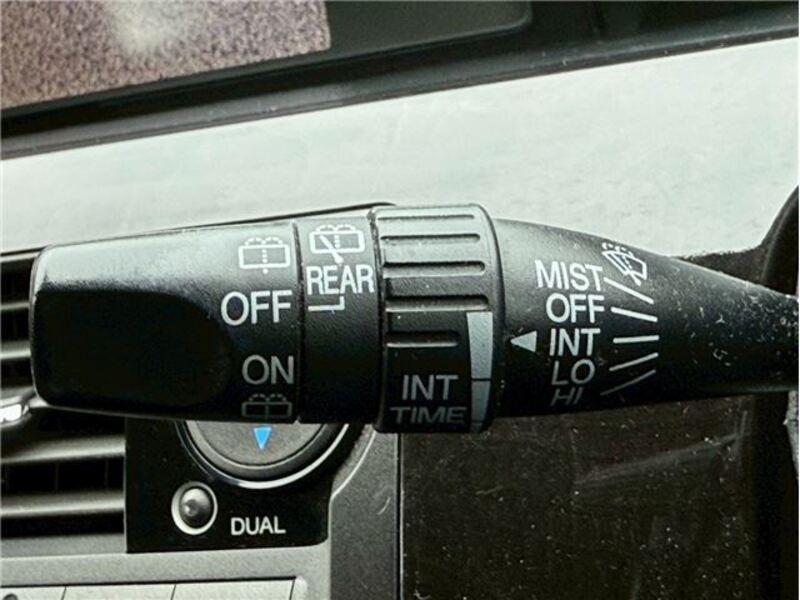 OFF
ON
REAR
INT
TIME
MIST
OFF
INT
LO
HI
DUAL